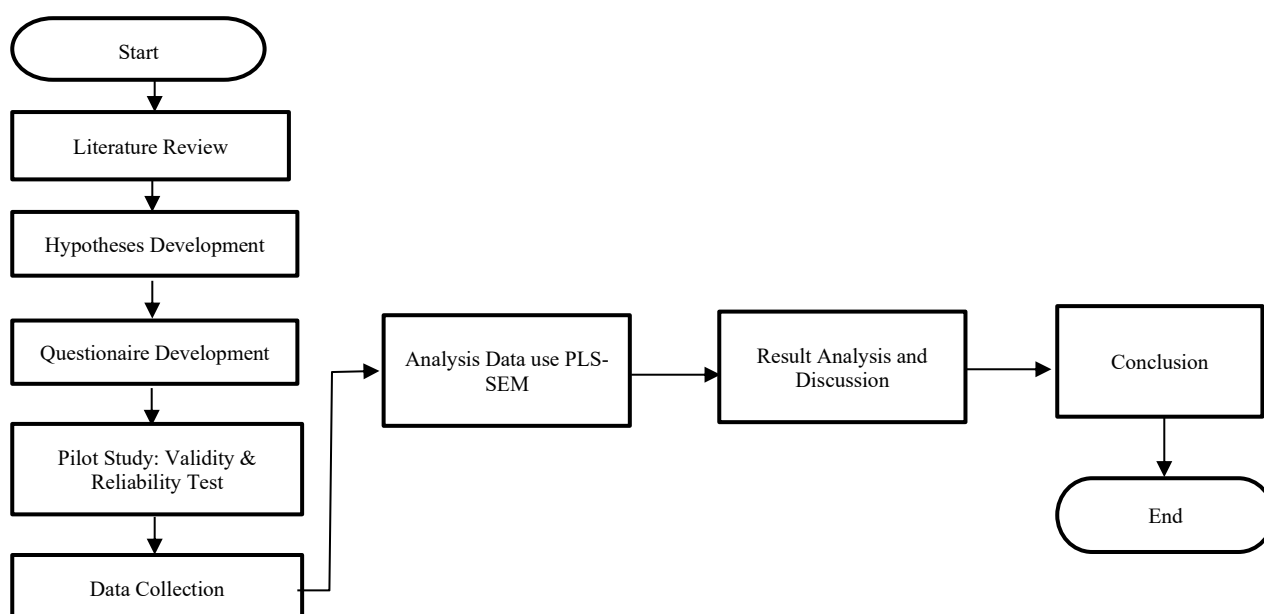 Start
Literature Review
Hypotheses Development
Questionaire Development
Pilot Study: Validity &
Reliability Test
Data Collection
Analysis Data use PLS-
SEM
Result Analysis and
Discussion
Conclusion
End